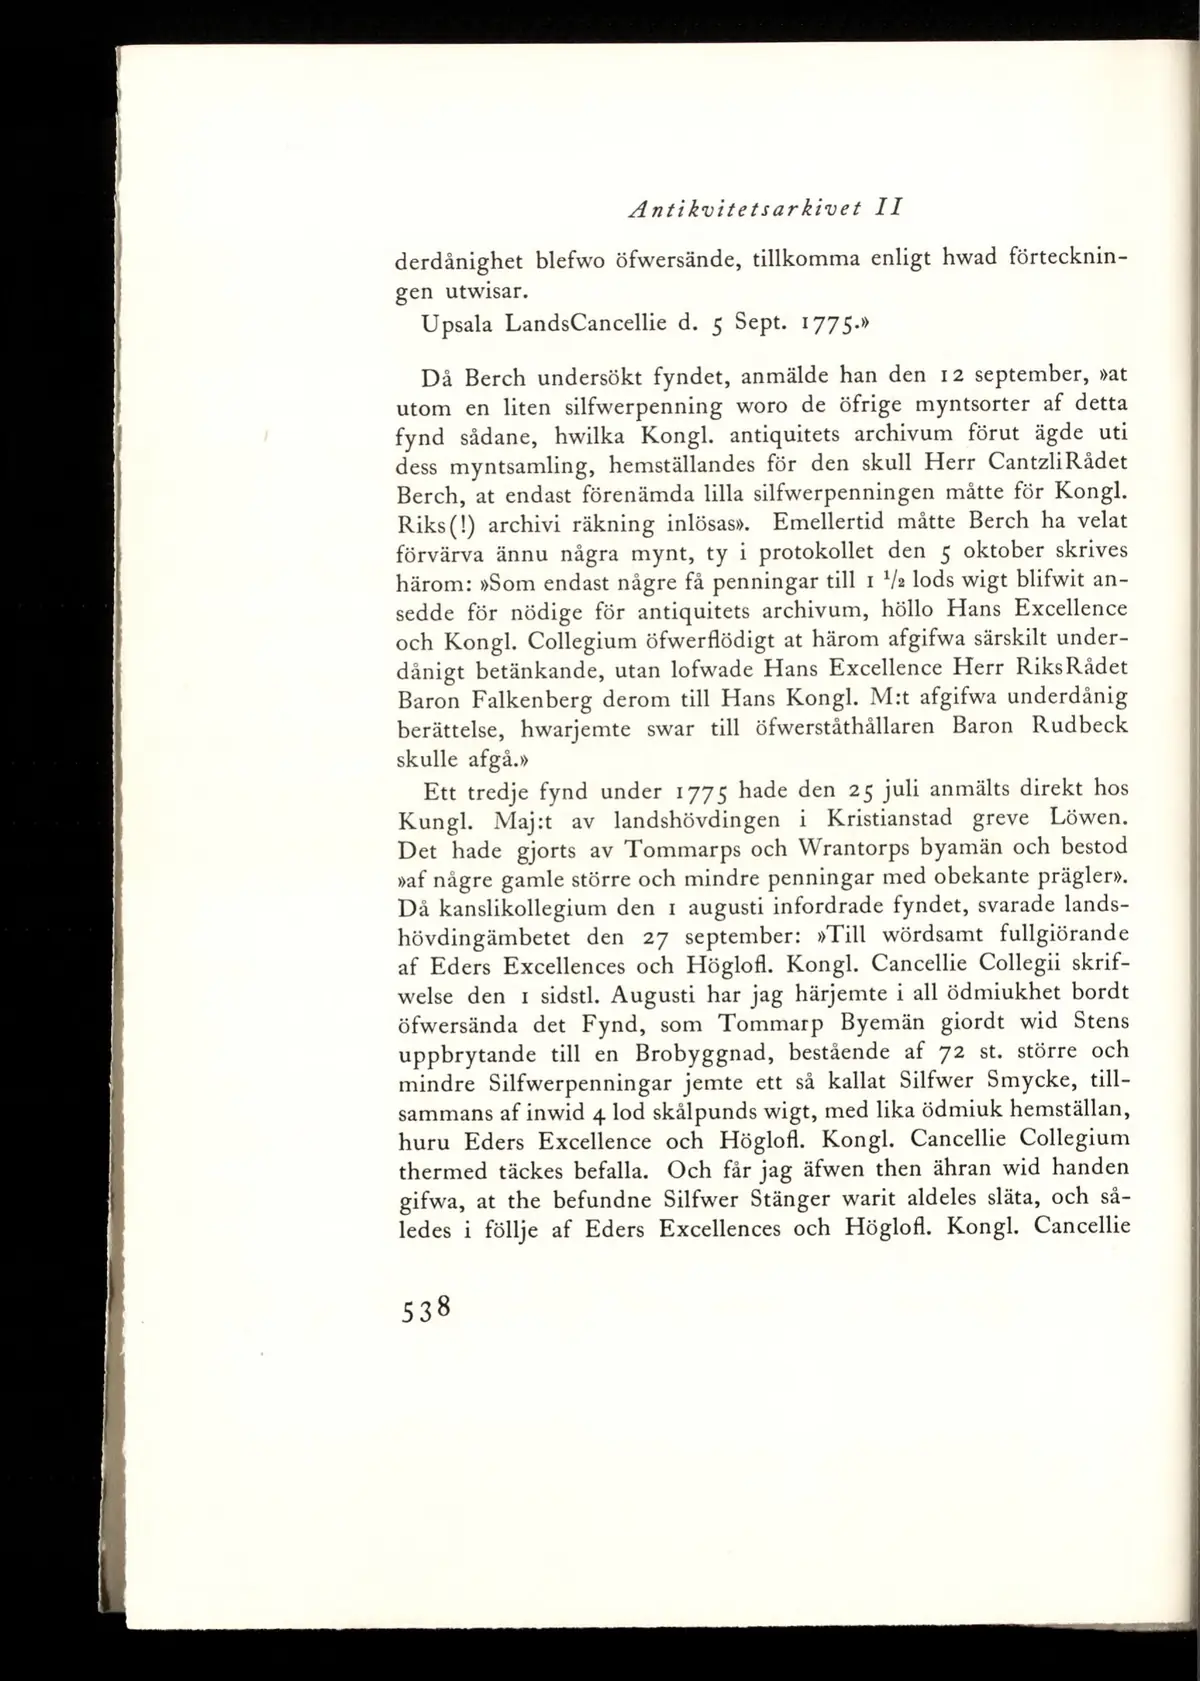 Antikvitetsarkivet II
derdånighet blefwo öfwersände, tillkomma enligt hwad förtecknin-
gen utwisar.
Upsala LandsCancellie d. 5 Sept. 1775.»
Då Berch undersökt fyndet, anmälde han den 12 september, »at
utom en liten silfwerpenning woro de öfrige myntsorter af detta
fynd sådane, hwilka Kongl. antiquitets archivum förut ägde uti
dess myntsamling, hemställandes för den skull Herr CantzliRådet
Berch, at endast förenämda lilla silfwerpenningen måtte för Kongl.
Riks(!) archivi räkning inlösas». Emellertid måtte Berch ha velat
förvärva ännu några mynt, ty i protokollet den 5 oktober skrives
härom: »Som endast någre få penningar till 1 1/2 lods wigt blifwit an-
sedde för nödige för antiquitets archivum, höllo Hans Excellence
och Kongl. Collegium öfwerflödigt at härom afgifwa särskilt under-
dånigt betänkande, utan lofwade Hans Excellence Herr RiksRådet
Baron Falkenberg derom till Hans Kongl. M:t afgifwa underdånig
berättelse, hwarjemte swar till öfwerståthållaren Baron Rudbeck
skulle afgå.»
Ett tredje fynd under 1775 hade den 25 juli anmälts direkt hos
Kungl. Maj:t av landshövdingen i Kristianstad greve Löwen.
Det hade gjorts av Tommarps och Wrantorps byamän och bestod
»af någre gamle större och mindre penningar med obekante prägler».
Då kanslikollegium den 1 augusti infordrade fyndet, svarade lands-
hövdingämbetet den 27 september: »Till wördsamt fullgiörande
af Eders Excellences och Höglofl. Kongl. Cancellie Collegii skrif-
welse den 1 sidstl. Augusti har jag härjemte i all ödmiukhet bordt
öfwersända det Fynd, som Tommarp Byemän giordt wid Stens
uppbrytande till en Brobyggnad, bestående af 72 st. större och
mindre Silfwerpenningar jemte ett så kallat Silfwer Smycke, till-
sammans af inwid 4 lod skålpunds wigt, med lika ödmiuk hemställan,
huru Eders Excellence och Höglofl. Kongl. Cancellie Collegium
thermed täckes befalla. Och får jag äfwen then ähran wid handen
gifwa, at the befundne Silfwer Stänger warit aldeles släta, och så-
ledes i föllje af Eders Excellences och Höglofl. Kongl. Cancellie
538